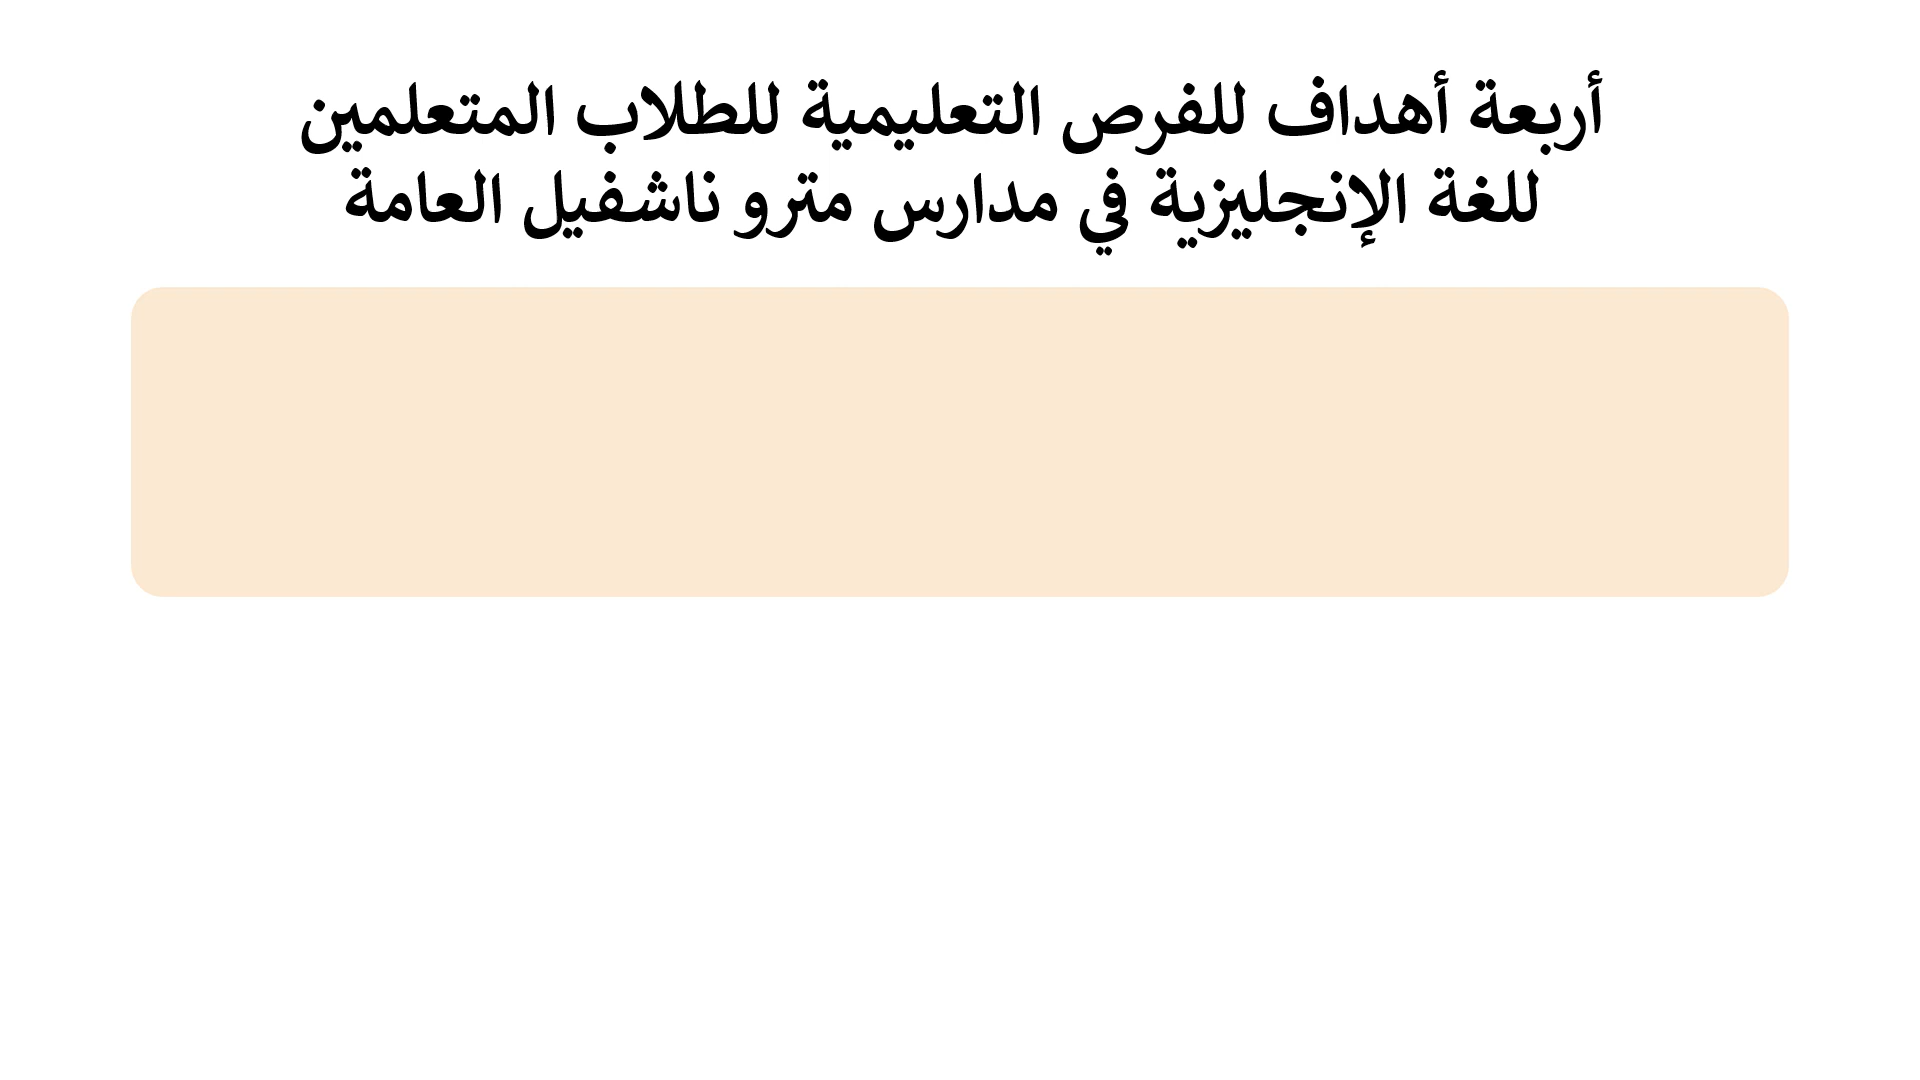 أربعة أهداف للفرص التعليمية للطلاب المتعلمين
للغة الإنجليزية في مدارس مترو ناشفيل العامة